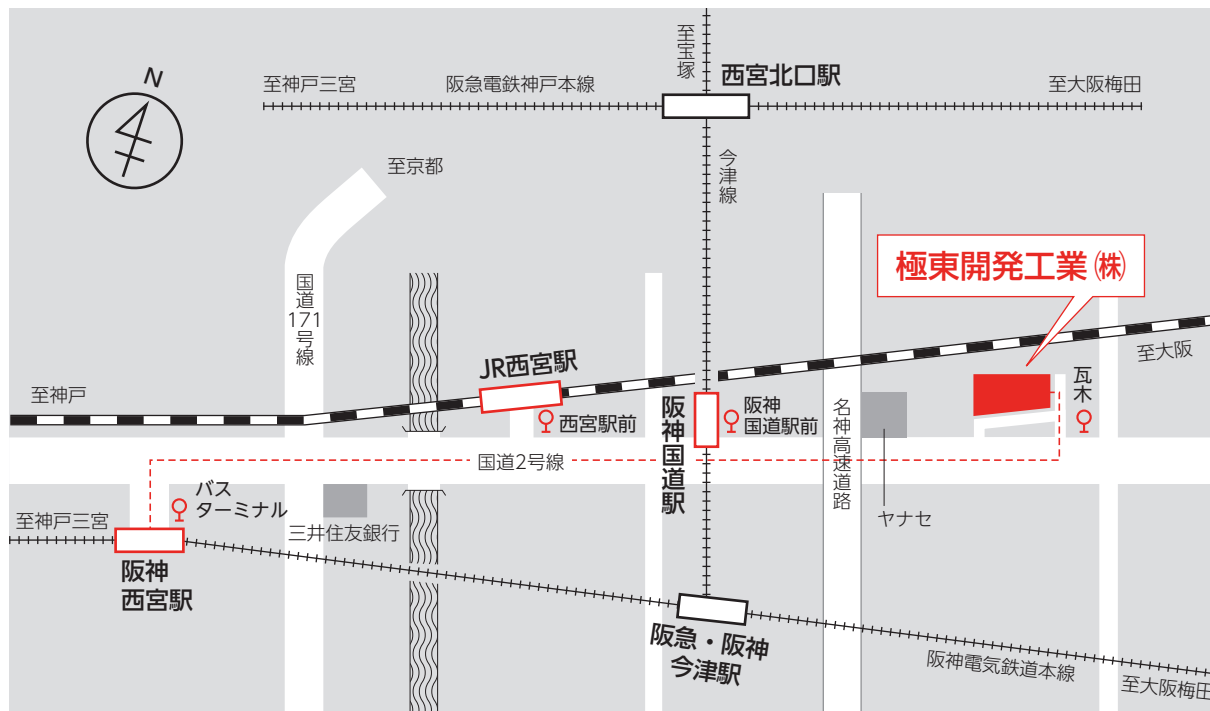 N
至神戸三宮
阪急電鉄神戸本線
至宝塚
西宮北口駅
至大阪梅田
至京都
今津線
極東開発工業㈱
国道171号線
JR西宮駅
至大阪
至神戸
西宮駅前
阪神国道駅
阪神
国道駅前
名神高速道路
瓦木
国道2号線
バス
ターミナル
至神戸三宮
三井住友銀行
ヤナセ
阪神
西宮駅
阪急・阪神
今津駅
阪神電気鉄道本線
至大阪梅田